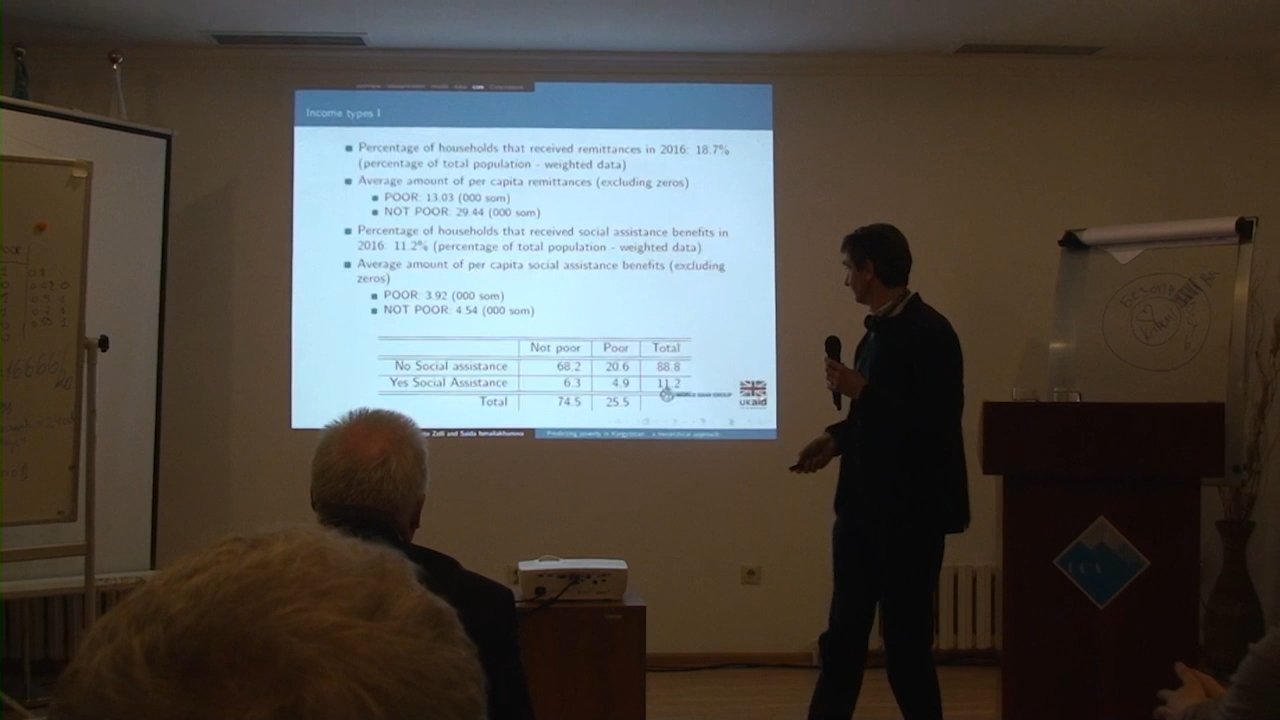 Income types I
Percentage of households that received remittances in 2016: 18.7%
(percentage of total population - weighted data)
Average amount of per capita remittances (excluding zeros)
POOR: 13.03 (000 som)
NOT POOR: 29.44 (000 som)
Percentage of households that received social assistance benefits in
2016: 11.2% (percentage of total population - weighted data)
Average amount of per capita social assistance benefits (excluding
zeros)
POOR: 3.92 (000 som)
NOT POOR: 4.54 (000 som)
Not poor Poor Total
No Social assistance 68.2 20.6 88.8
Yes Social Assistance 6.3 4.9 11.2
Total 74.5 25.5
WORLD BANK GROUP
UKaid
Zelli und Saida Ismailakhunova Predicting poverty in Kyrgyzstan: a hierarchical approach
UCA